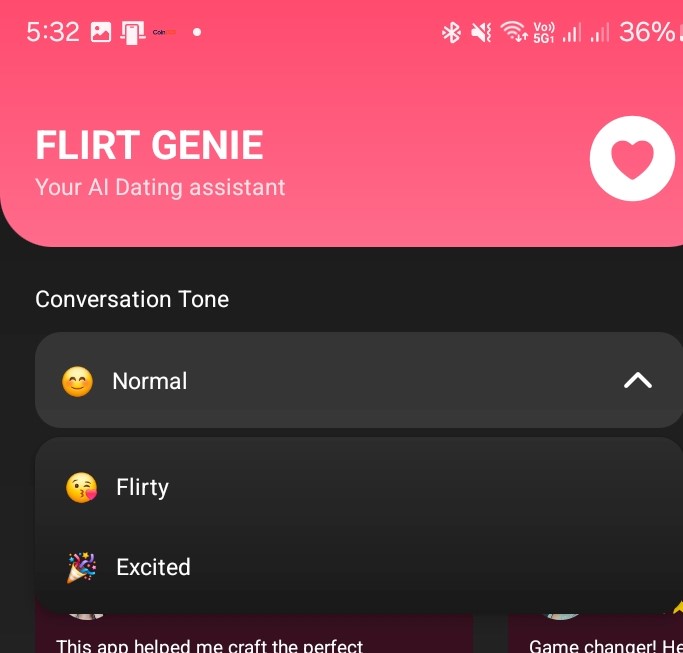 5:32
Vo))
5G1
36%
FLIRT GENIE
Your AI Dating assistant
Conversation Tone
Normal
Flirty
Excited
This app helped me craft the perfect
Game changer! He